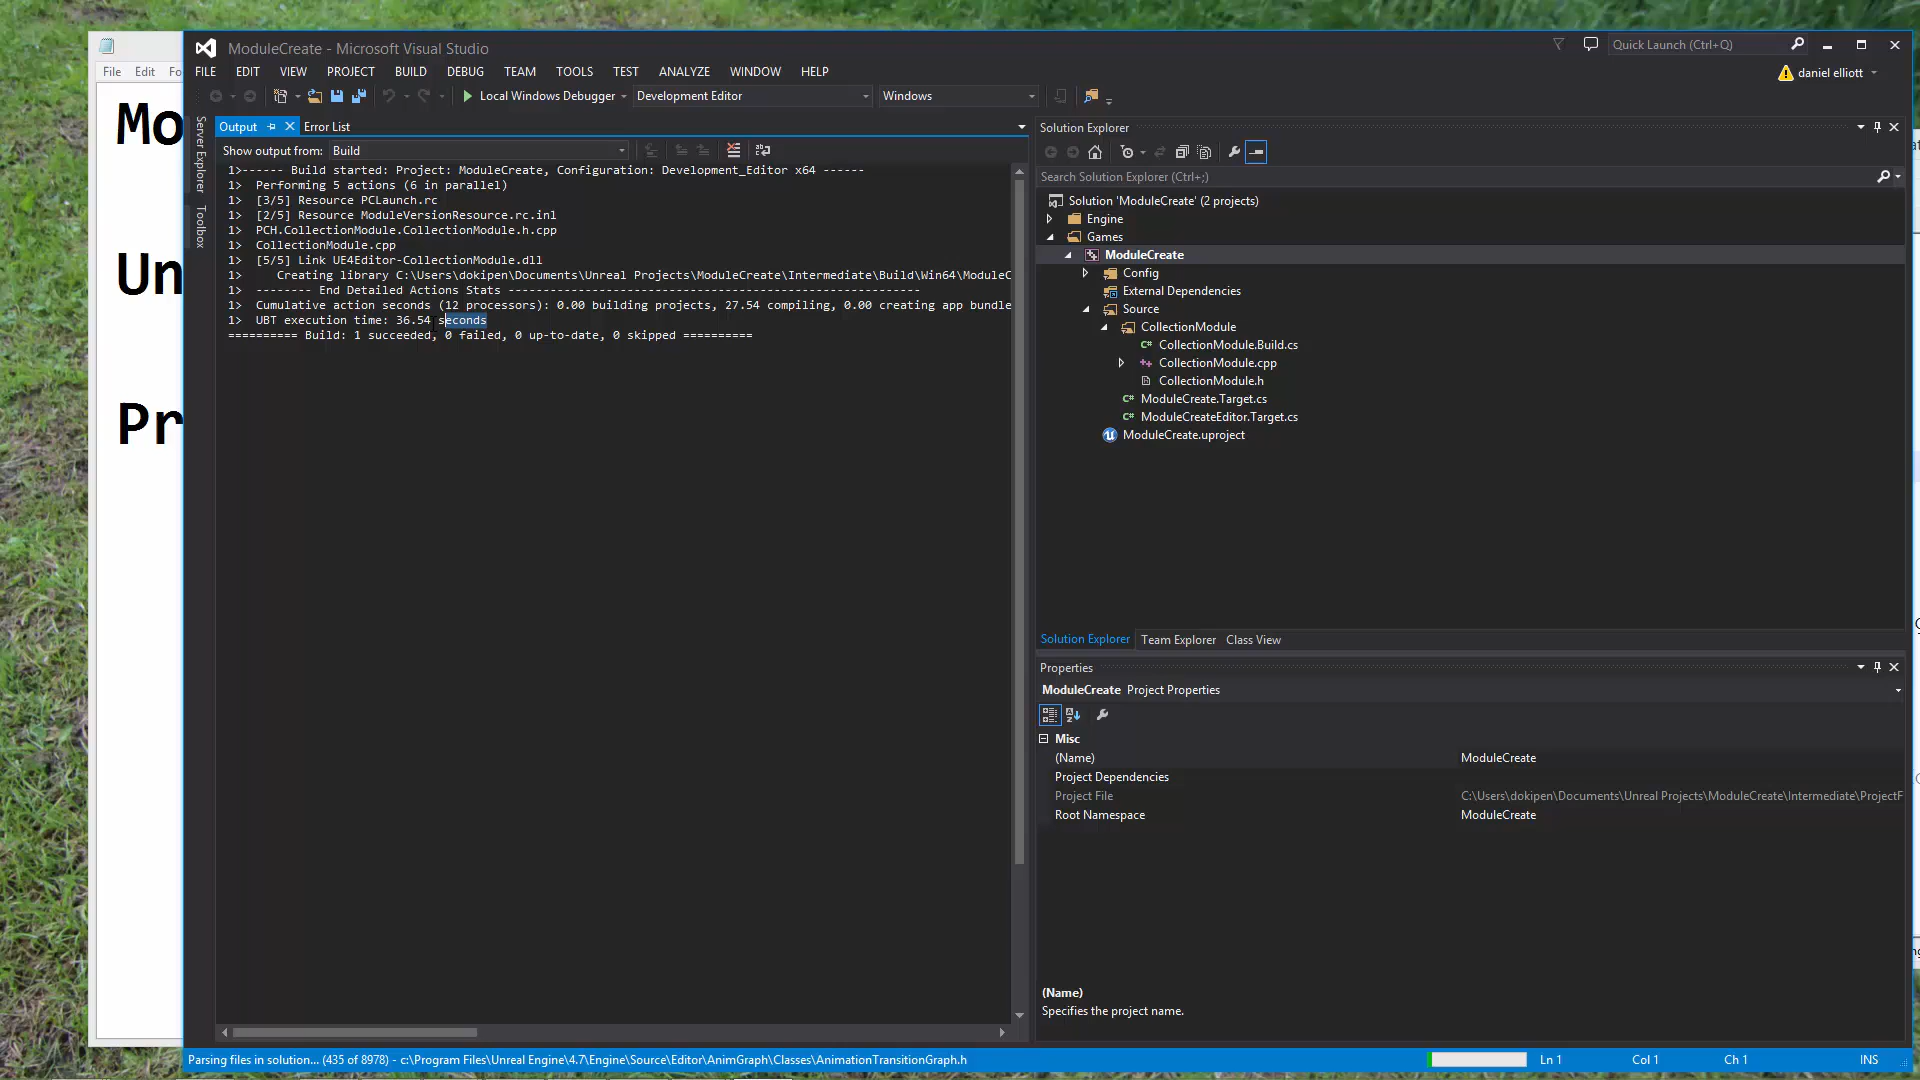 File Edit Fo
Mo
Un
Pr
ModuleCreate - Microsoft Visual Studio
Quick Launch (Ctrl+Q)
FILE EDIT VIEW PROJECT BUILD DEBUG TEAM TOOLS TEST ANALYZE WINDOW HELP
daniel elliott
Local Windows Debugger Development Editor Windows
Server Explorer
Toolbox
Output Error List
Show output from: Build
1>------ Build started: Project: ModuleCreate, Configuration: Development_Editor x64 ------
1> Performing 5 actions (6 in parallel)
1> [3/5] Resource PCLaunch.rc
1> [2/5] Resource ModuleVersionResource.rc.inl
1> PCH.CollectionModule.CollectionModule.h.cpp
1> CollectionModule.cpp
1> [5/5] Link UE4Editor-CollectionModule.dll
1> Creating library C:\Users\dokipen\Documents\Unreal Projects\ModuleCreate\Intermediate\Build\Win64\ModuleC
1> -------- End Detailed Actions Stats -----------------------------------------------------------
1> Cumulative action seconds (12 processors): 0.00 building projects, 27.54 compiling, 0.00 creating app bundle
1> UBT execution time: 36.54 seconds
========== Build: 1 succeeded, 0 failed, 0 up-to-date, 0 skipped ==========
Solution Explorer
Search Solution Explorer (Ctrl+;)
Solution 'ModuleCreate' (2 projects)
Engine
Games
ModuleCreate
Config
External Dependencies
Source
CollectionModule
CollectionModule.Build.cs
CollectionModule.cpp
CollectionModule.h
ModuleCreate.Target.cs
ModuleCreateEditor.Target.cs
ModuleCreate.uproject
Solution Explorer Team Explorer Class View
Properties
ModuleCreate Project Properties
Misc
(Name) ModuleCreate
Project Dependencies
Project File C:\Users\dokipen\Documents\Unreal Projects\ModuleCreate\Intermediate\ProjectF
Root Namespace ModuleCreate
(Name)
Specifies the project name.
Parsing files in solution... (435 of 8978) - c:\Program Files\Unreal Engine\4.7\Engine\Source\Editor\AnimGraph\Classes\AnimationTransitionGraph.h
Ln 1 Col 1 Ch 1 INS